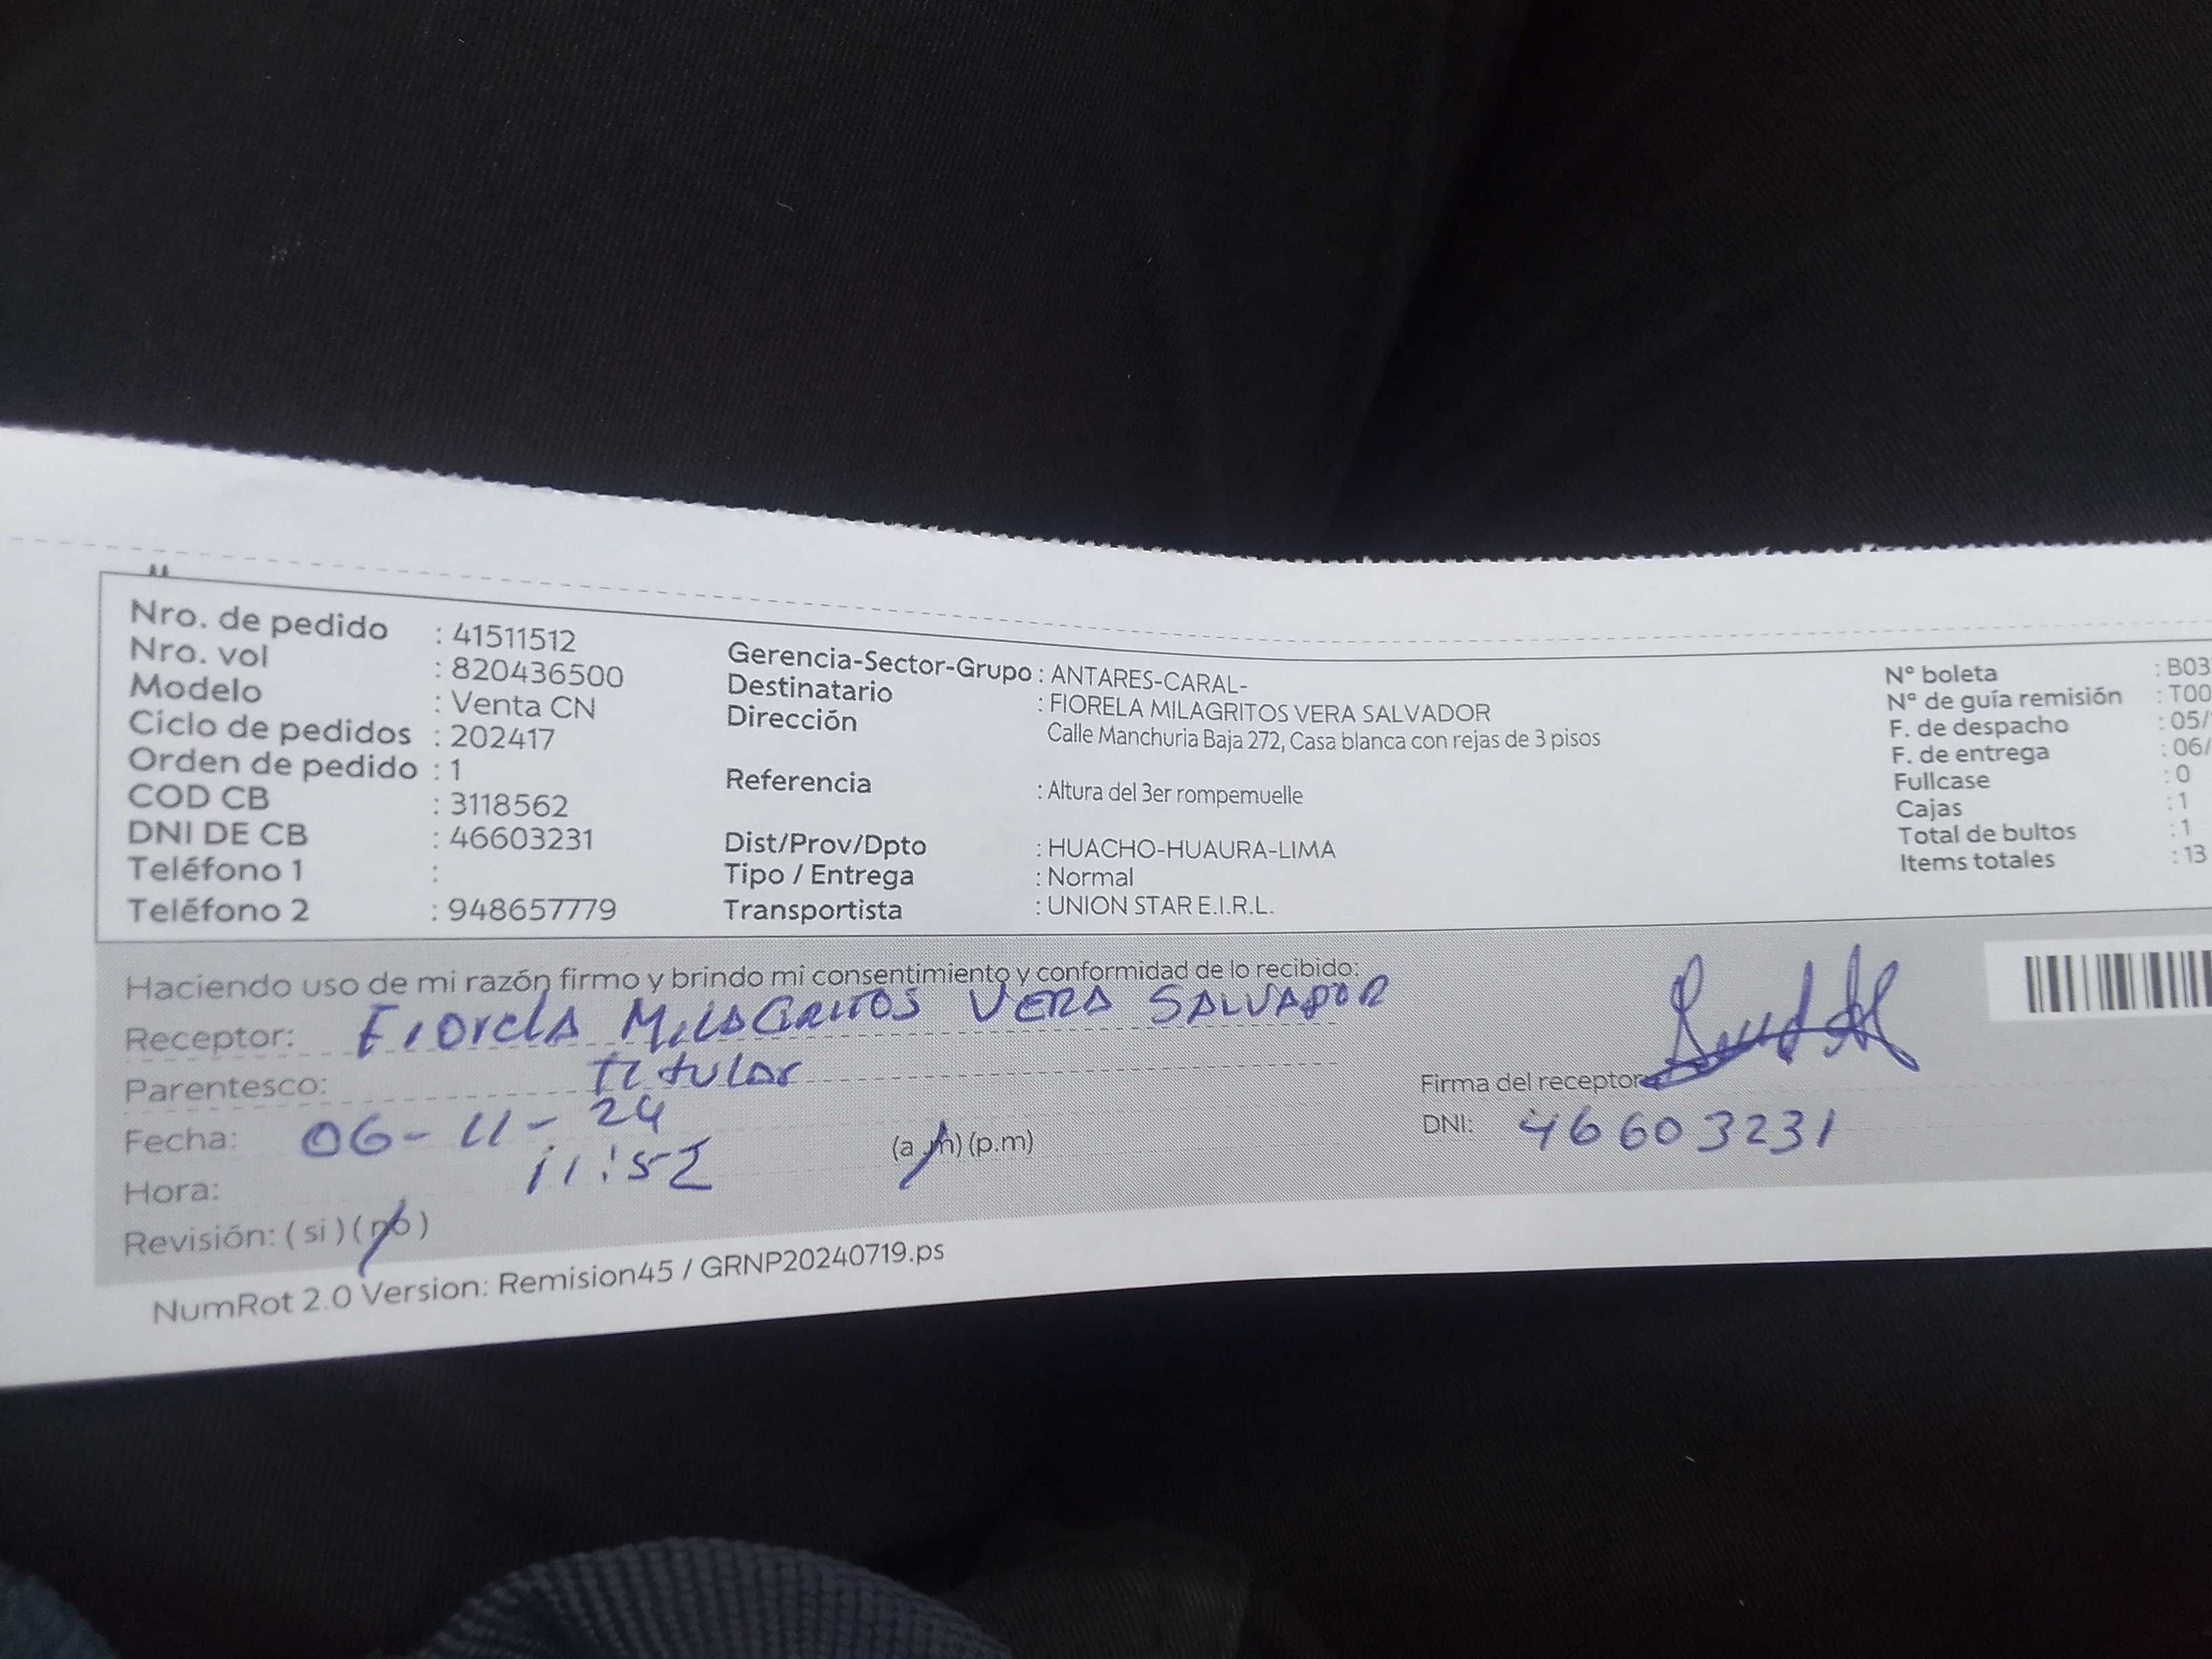 Nro. de pedido : 41511512
Nro. vol : 820436500
Modelo : Venta CN
Ciclo de pedidos : 202417
Orden de pedido : 1
COD CB : 3118562
DNI DE CB : 46603231
Teléfono 1 :
Teléfono 2 : 948657779
Gerencia-Sector-Grupo : ANTARES-CARAL-
Destinatario : FIORELA MILAGRITOS VERA SALVADOR
Dirección Calle Manchuria Baja 272, Casa blanca con rejas de 3 pisos
Referencia : Altura del 3er rompemuelle
Dist/Prov/Dpto : HUACHO-HUAURA-LIMA
Tipo / Entrega : Normal
Transportista : UNION STAR E.I.R.L.
N° boleta : B03
N° de guía remisión : T00
F. de despacho : 05/
F. de entrega : 06/
Fullcase : 0
Cajas : 1
Total de bultos : 1
Items totales : 13
Haciendo uso de mi razón firmo y brindo mi consentimiento y conformidad de lo recibido:
Receptor: Fiorela Milagritos VERA SALVADOR
Parentesco: Titular
Fecha: 06-11-24
Hora: 11:52 (a.m) (p.m)
Revisión: ( si ) ( no )
Firma del receptor
DNI: 46603231
NumRot 2.0 Version: Remision45 / GRNP20240719.ps